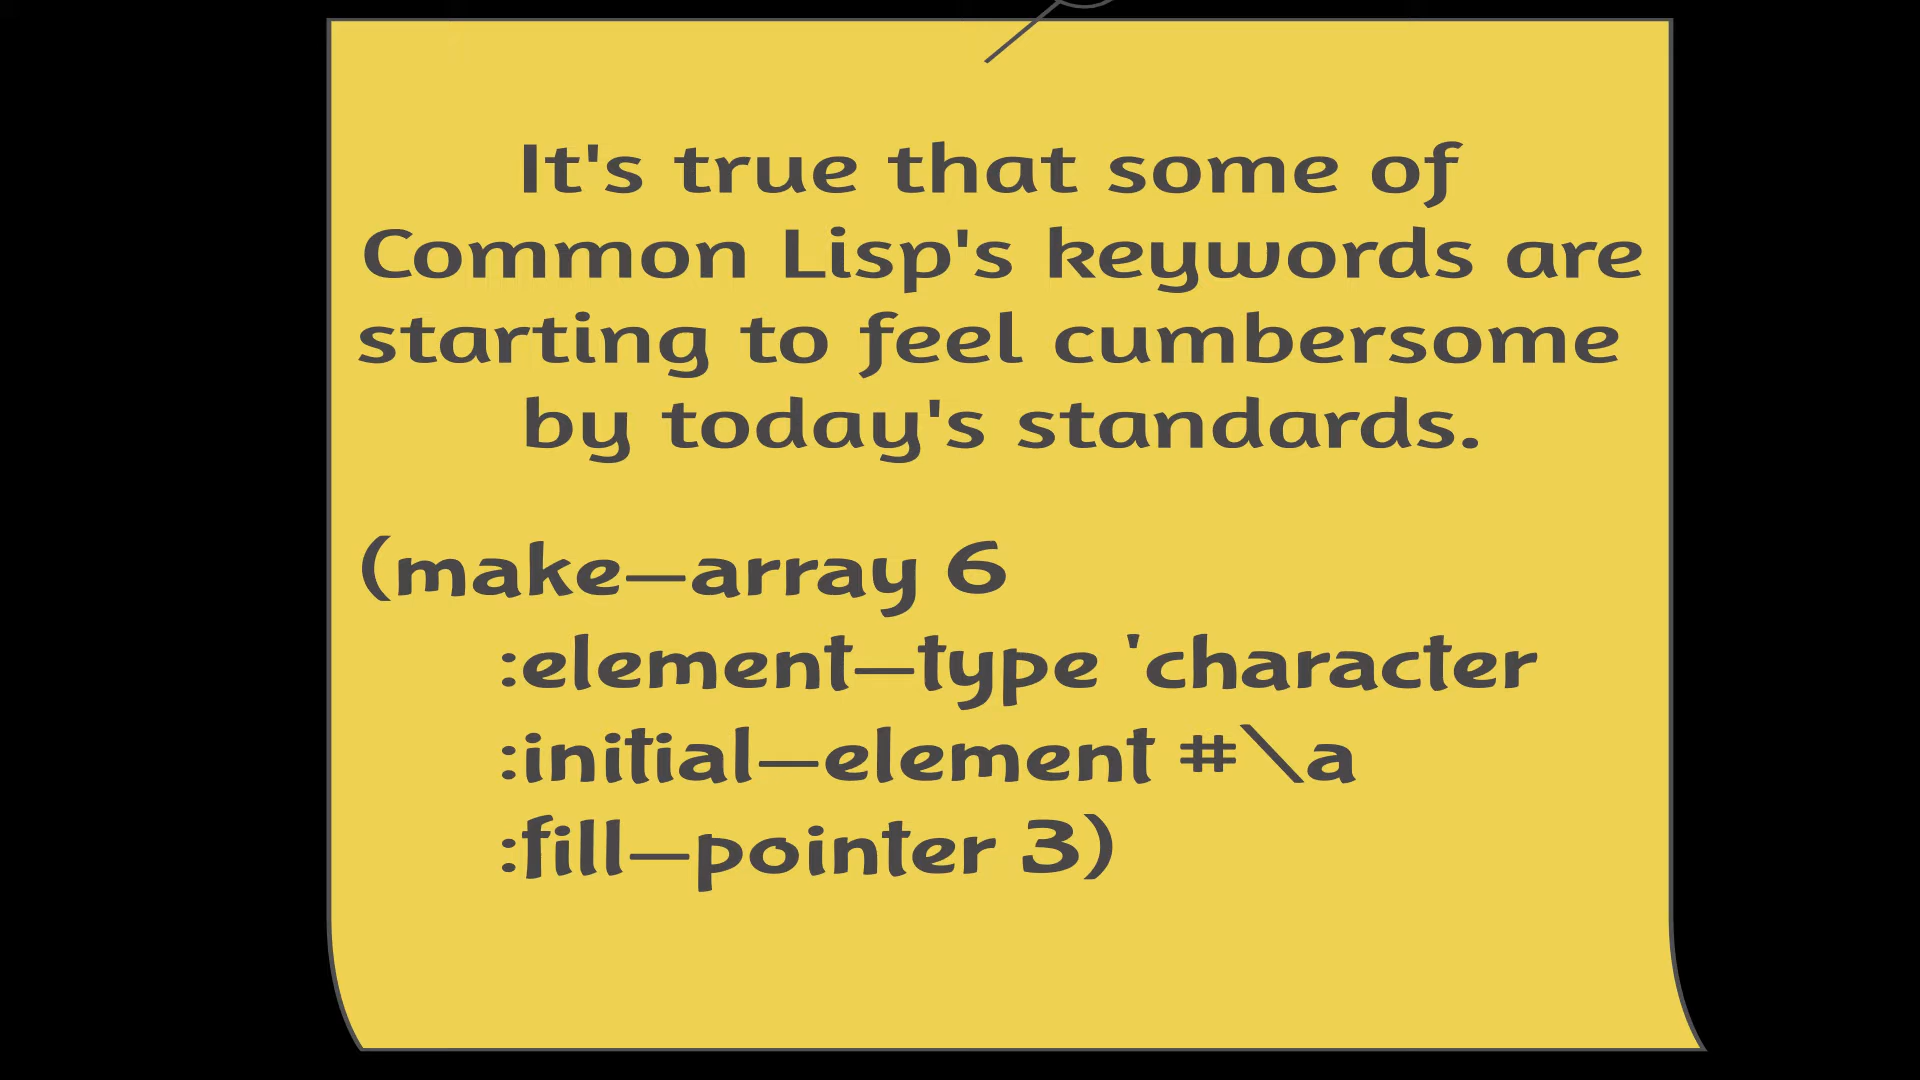 It's true that some of
Common Lisp's keywords are
starting to feel cumbersome
by today's standards.
(make—array 6
:element—type 'character
:initial—element #\a
:fill—pointer 3)